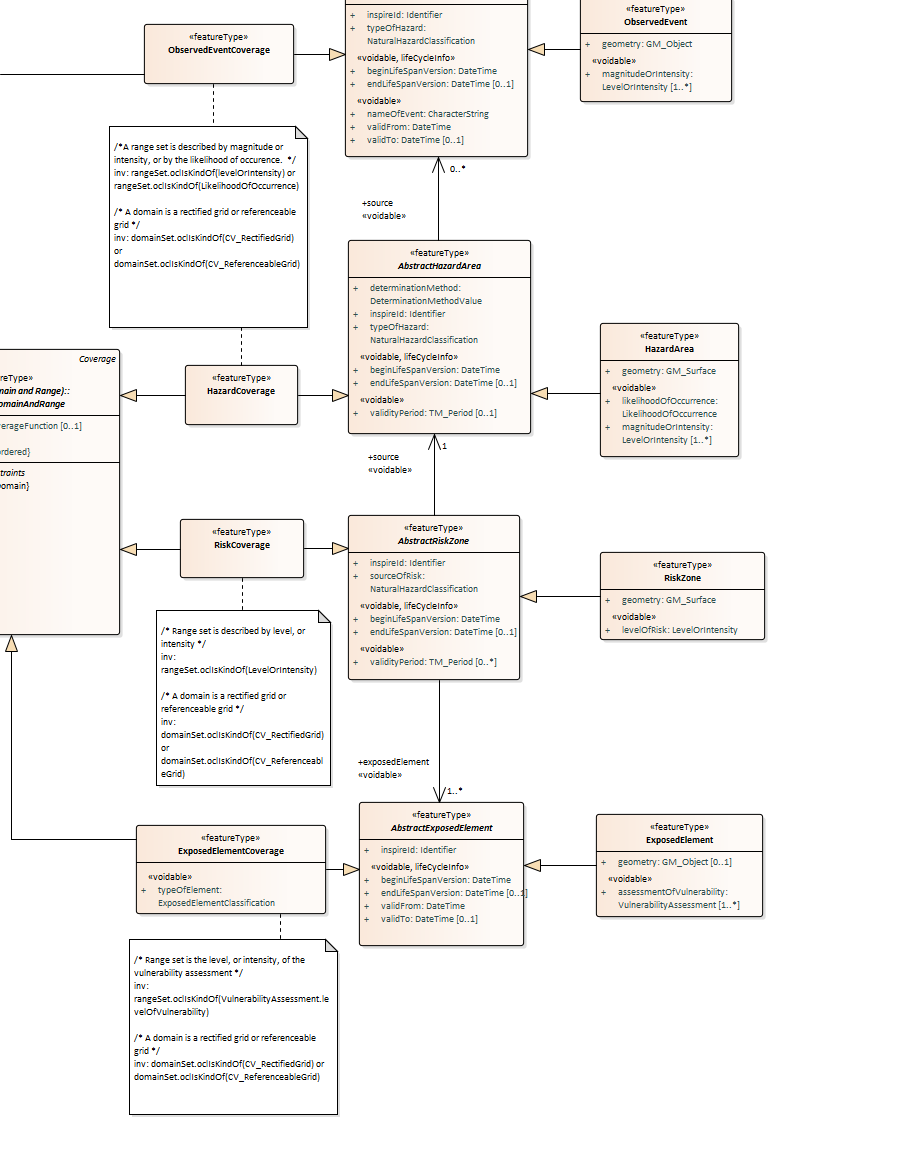 «featureType»
ObservedEventCoverage
+ inspireId: Identifier
+ typeOfHazard:
NaturalHazardClassification
«voidable, lifeCycleInfo»
+ beginLifeSpanVersion: DateTime
+ endLifeSpanVersion: DateTime [0..1]
«voidable»
+ nameOfEvent: CharacterString
+ validFrom: DateTime
+ validTo: DateTime [0..1]
«featureType»
ObservedEvent
+ geometry: GM_Object
«voidable»
+ magnitudeOrIntensity:
LevelOrIntensity [1..*]
/*A range set is described by magnitude or
intensity, or by the likelihood of occurence. */
inv: rangeSet.oclIsKindOf(levelOrIntensity) or
rangeSet.oclIsKindOf(LikelihoodOfOccurrence)
/* A domain is a rectified grid or referenceable
grid */
inv: domainSet.oclIsKindOf(CV_RectifiedGrid)
or
domainSet.oclIsKindOf(CV_ReferenceableGrid)
0..*
+source
«voidable»
«featureType»
AbstractHazardArea
+ determinationMethod:
DeterminationMethodValue
+ inspireId: Identifier
+ typeOfHazard:
NaturalHazardClassification
«voidable, lifeCycleInfo»
+ beginLifeSpanVersion: DateTime
+ endLifeSpanVersion: DateTime [0..1]
«voidable»
+ validityPeriod: TM_Period [0..1]
«featureType»
HazardArea
+ geometry: GM_Surface
«voidable»
+ likelihoodOfOccurrence:
LikelihoodOfOccurrence
+ magnitudeOrIntensity:
LevelOrIntensity [1..*]
Coverage
reType»
main and Range)::
omainAndRange
verageFunction [0..1]
ordered}
traints
omain}
«featureType»
HazardCoverage
1
+source
«voidable»
«featureType»
RiskCoverage
«featureType»
AbstractRiskZone
+ inspireId: Identifier
+ sourceOfRisk:
NaturalHazardClassification
«voidable, lifeCycleInfo»
+ beginLifeSpanVersion: DateTime
+ endLifeSpanVersion: DateTime [0..1]
«voidable»
+ validityPeriod: TM_Period [0..*]
«featureType»
RiskZone
+ geometry: GM_Surface
«voidable»
+ levelOfRisk: LevelOrIntensity
/* Range set is described by level, or
intensity */
inv:
rangeSet.oclIsKindOf(LevelOrIntensity)
/* A domain is a rectified grid or
referenceable grid */
inv:
domainSet.oclIsKindOf(CV_RectifiedGrid)
or
domainSet.oclIsKindOf(CV_Referenceabl
eGrid)
+exposedElement
«voidable»
1..*
«featureType»
ExposedElementCoverage
«voidable»
+ typeOfElement:
ExposedElementClassification
«featureType»
AbstractExposedElement
+ inspireId: Identifier
«voidable, lifeCycleInfo»
+ beginLifeSpanVersion: DateTime
+ endLifeSpanVersion: DateTime [0..1]
+ validFrom: DateTime
+ validTo: DateTime [0..1]
«featureType»
ExposedElement
+ geometry: GM_Object [0..1]
«voidable»
+ assessmentOfVulnerability:
VulnerabilityAssessment [1..*]
/* Range set is the level, or intensity, of the
vulnerability assessment */
inv:
rangeSet.oclIsKindOf(VulnerabilityAssessment.le
velOfVulnerability)
/* A domain is a rectified grid or referenceable
grid */
inv: domainSet.oclIsKindOf(CV_RectifiedGrid) or
domainSet.oclIsKindOf(CV_ReferenceableGrid)